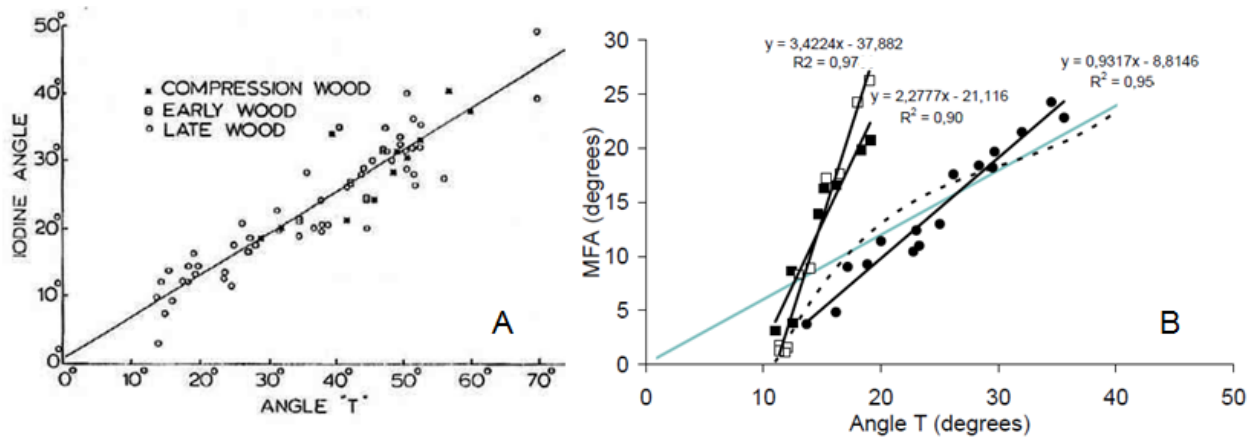 50°
40°
30°
20°
10°
0
IODINE ANGLE
COMPRESSION WOOD
EARLY WOOD
LATE WOOD
A
0° 10° 20° 30° 40° 50° 60° 70°
ANGLE "T"
y = 3,4224x - 37,882
R2 = 0,97
y = 0,9317x - 8,8146
R² = 0,95
y = 2,2777x - 21,116
R² = 0,90
30
25
20
15
10
5
0
MFA (degrees)
B
0 10 20 30 40 50
Angle T (degrees)